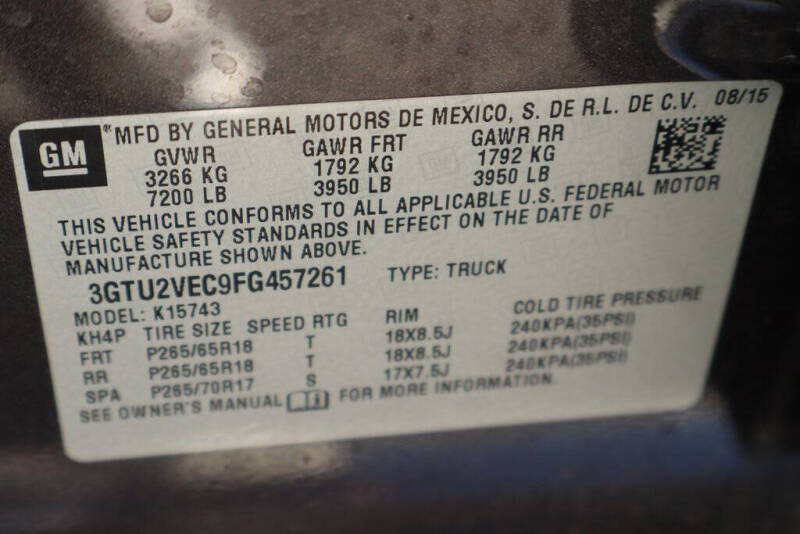 GM ®MFD BY GENERAL MOTORS DE MEXICO, S. DE R.L. DE C.V. 08/15
GVWR GAWR FRT GAWR RR
3266 KG 1792 KG 1792 KG
7200 LB 3950 LB 3950 LB
THIS VEHICLE CONFORMS TO ALL APPLICABLE U.S. FEDERAL MOTOR
VEHICLE SAFETY STANDARDS IN EFFECT ON THE DATE OF
MANUFACTURE SHOWN ABOVE.
3GTU2VEC9FG457261 TYPE: TRUCK
MODEL: K15743
KH4P TIRE SIZE SPEED RTG RIM COLD TIRE PRESSURE
FRT P265/65R18 T 18X8.5J 240KPA(35PSI)
RR P265/65R18 T 18X8.5J 240KPA(35PSI)
SPA P265/70R17 S 17X7.5J 240KPA(35PSI)
SEE OWNER'S MANUAL FOR MORE INFORMATION.